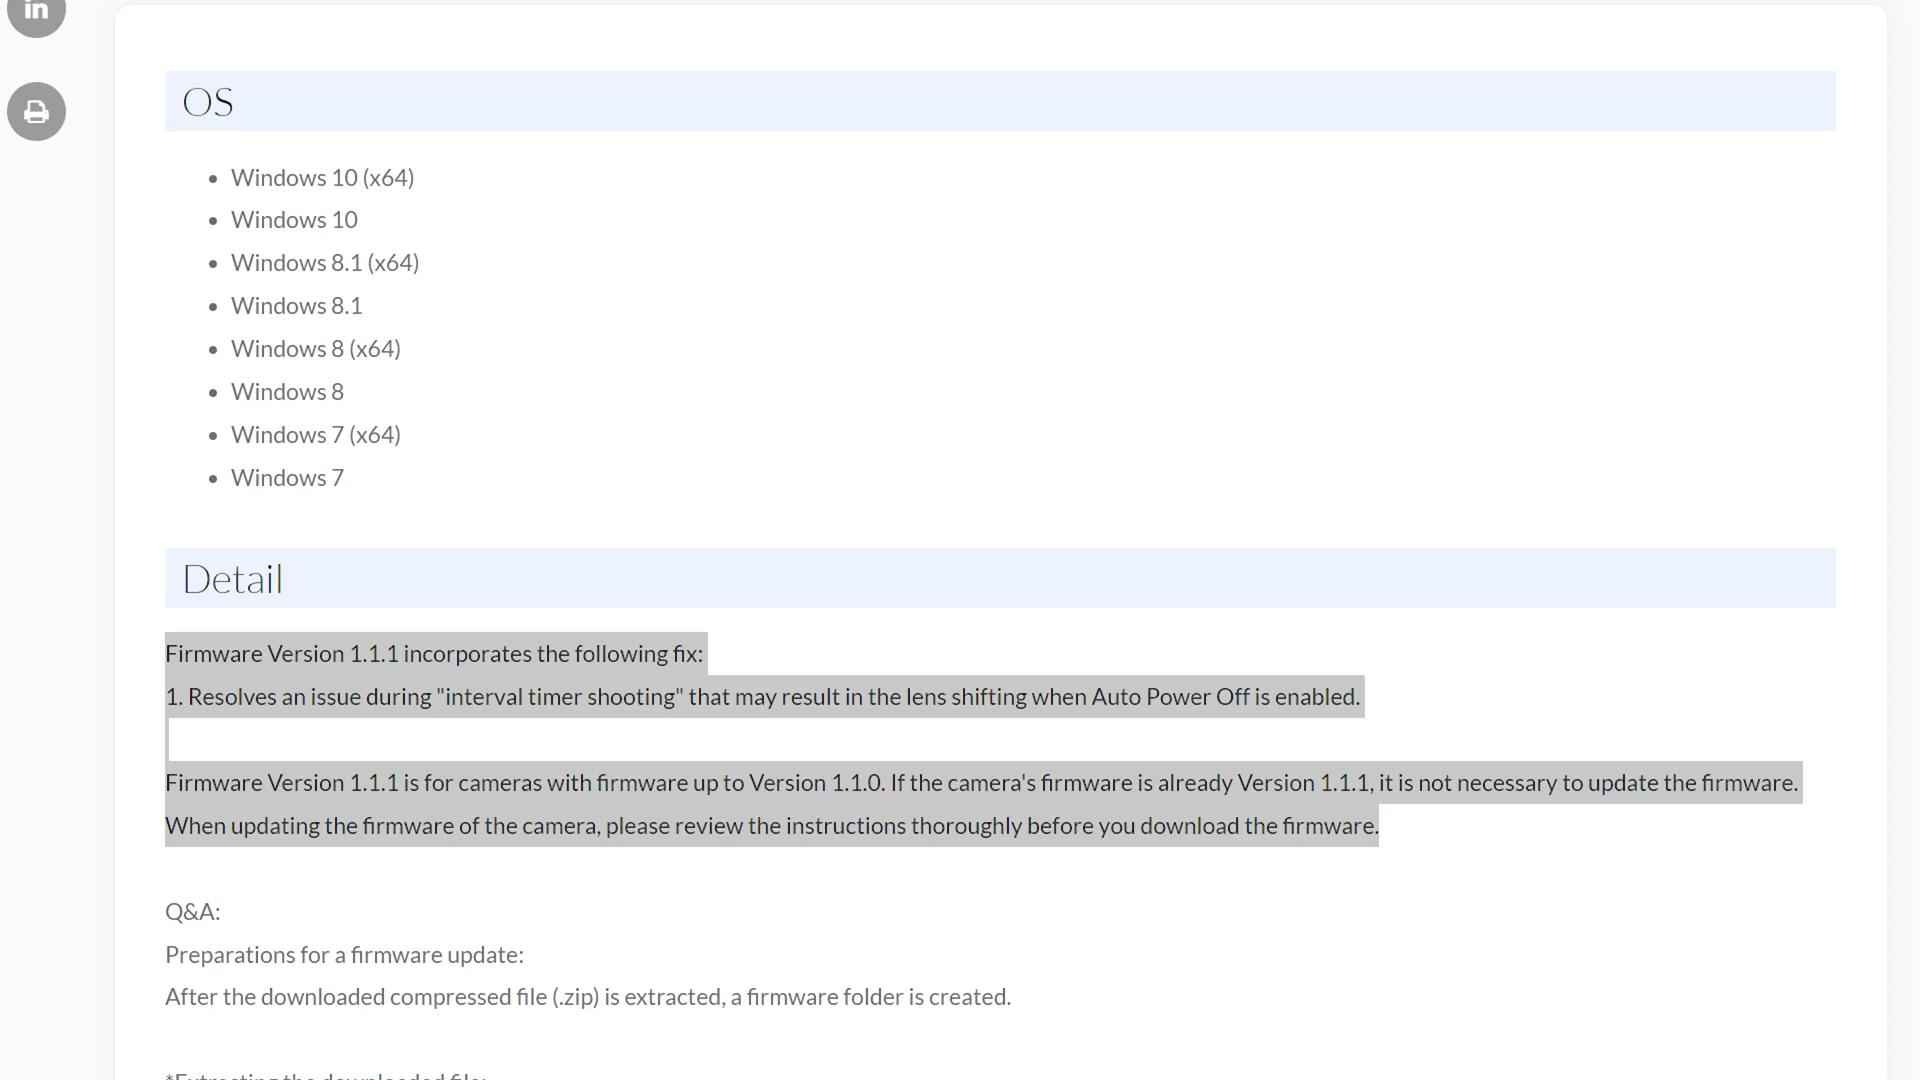 in
OS
Windows 10 (x64)
Windows 10
Windows 8.1 (x64)
Windows 8.1
Windows 8 (x64)
Windows 8
Windows 7 (x64)
Windows 7
Detail
Firmware Version 1.1.1 incorporates the following fix:
1. Resolves an issue during "interval timer shooting" that may result in the lens shifting when Auto Power Off is enabled.
Firmware Version 1.1.1 is for cameras with firmware up to Version 1.1.0. If the camera's firmware is already Version 1.1.1, it is not necessary to update the firmware.
When updating the firmware of the camera, please review the instructions thoroughly before you download the firmware.
Q&A:
Preparations for a firmware update:
After the downloaded compressed file (.zip) is extracted, a firmware folder is created.
*Extracting the downloaded file: